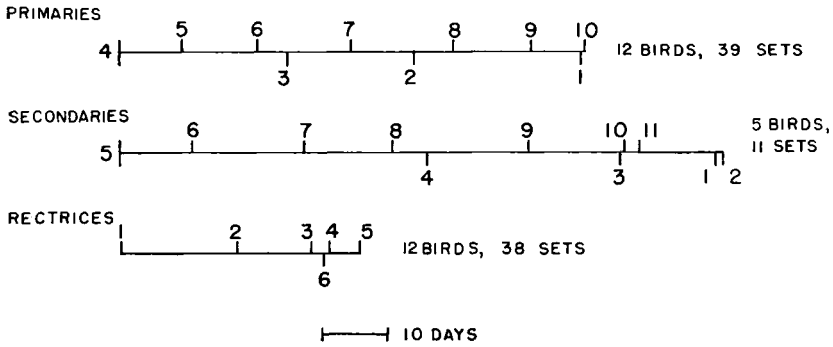 PRIMARIES
5 6 7 8 9 10
4 12 BIRDS, 39 SETS
3 2 1
SECONDARIES
6 7 8 9 10 11 5 BIRDS,
5 11 SETS
4 3 1 2
RECTRICES
1 2 3 4 5
12 BIRDS, 38 SETS
6
10 DAYS